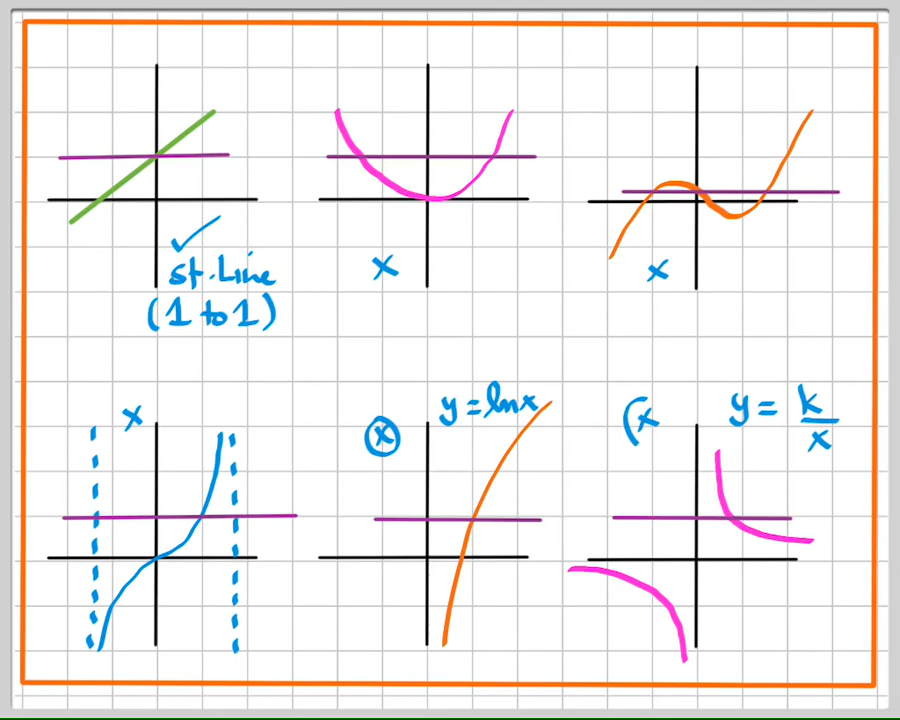 ✓
st. Line
(1 to 1)
x
x
x
ⓧ y = ln x
(x y = k/x